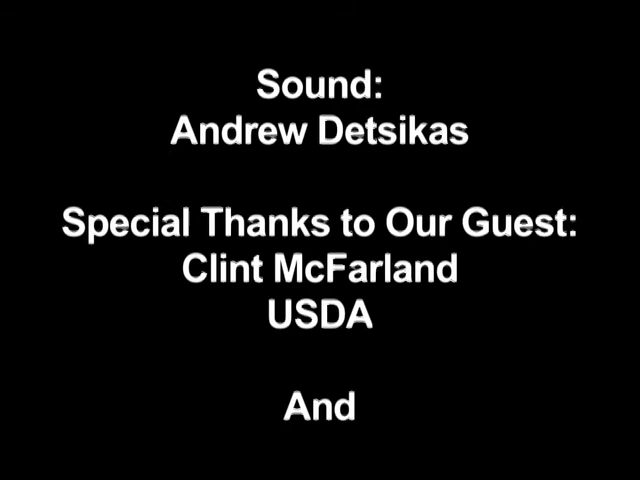 Sound:
Andrew Detsikas
Special Thanks to Our Guest:
Clint McFarland
USDA
And